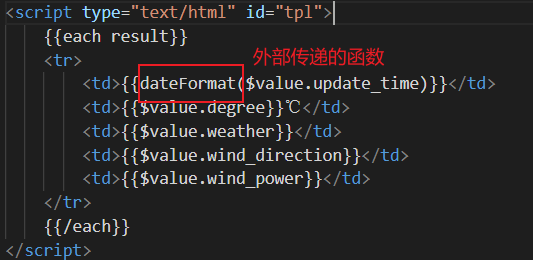 <script type="text/html" id="tpl">
{{each result}}
外部传递的函数
<tr>
<td>{{dateFormat($value.update_time)}}</td>
<td>{{$value.degree}}℃</td>
<td>{{$value.weather}}</td>
<td>{{$value.wind_direction}}</td>
<td>{{$value.wind_power}}</td>
</tr>
{{/each}}
</script>